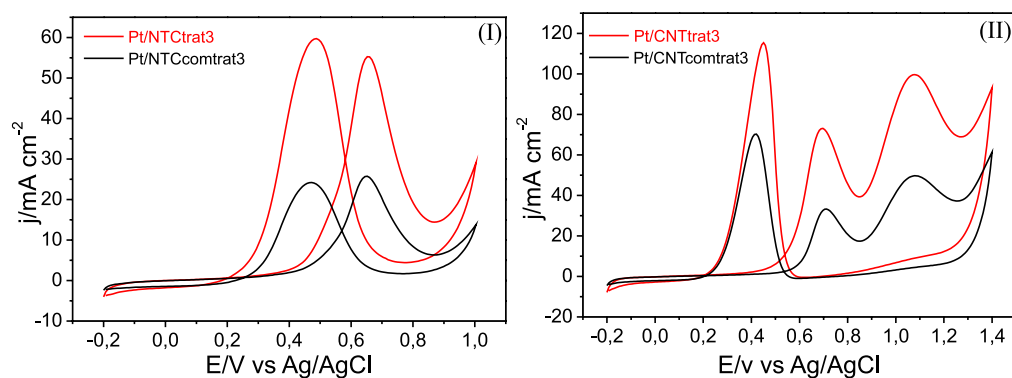 (I)
Pt/NTCtrat3
Pt/NTCcomtrat3
j/mA cm⁻²
60
50
40
30
20
10
0
-10
-0,2 0,0 0,2 0,4 0,6 0,8 1,0
E/V vs Ag/AgCl
(II)
Pt/CNTtrat3
Pt/CNTcomtrat3
j/mA cm⁻²
120
100
80
60
40
20
0
-20
-0,2 0,0 0,2 0,4 0,6 0,8 1,0 1,2 1,4
E/v vs Ag/AgCl